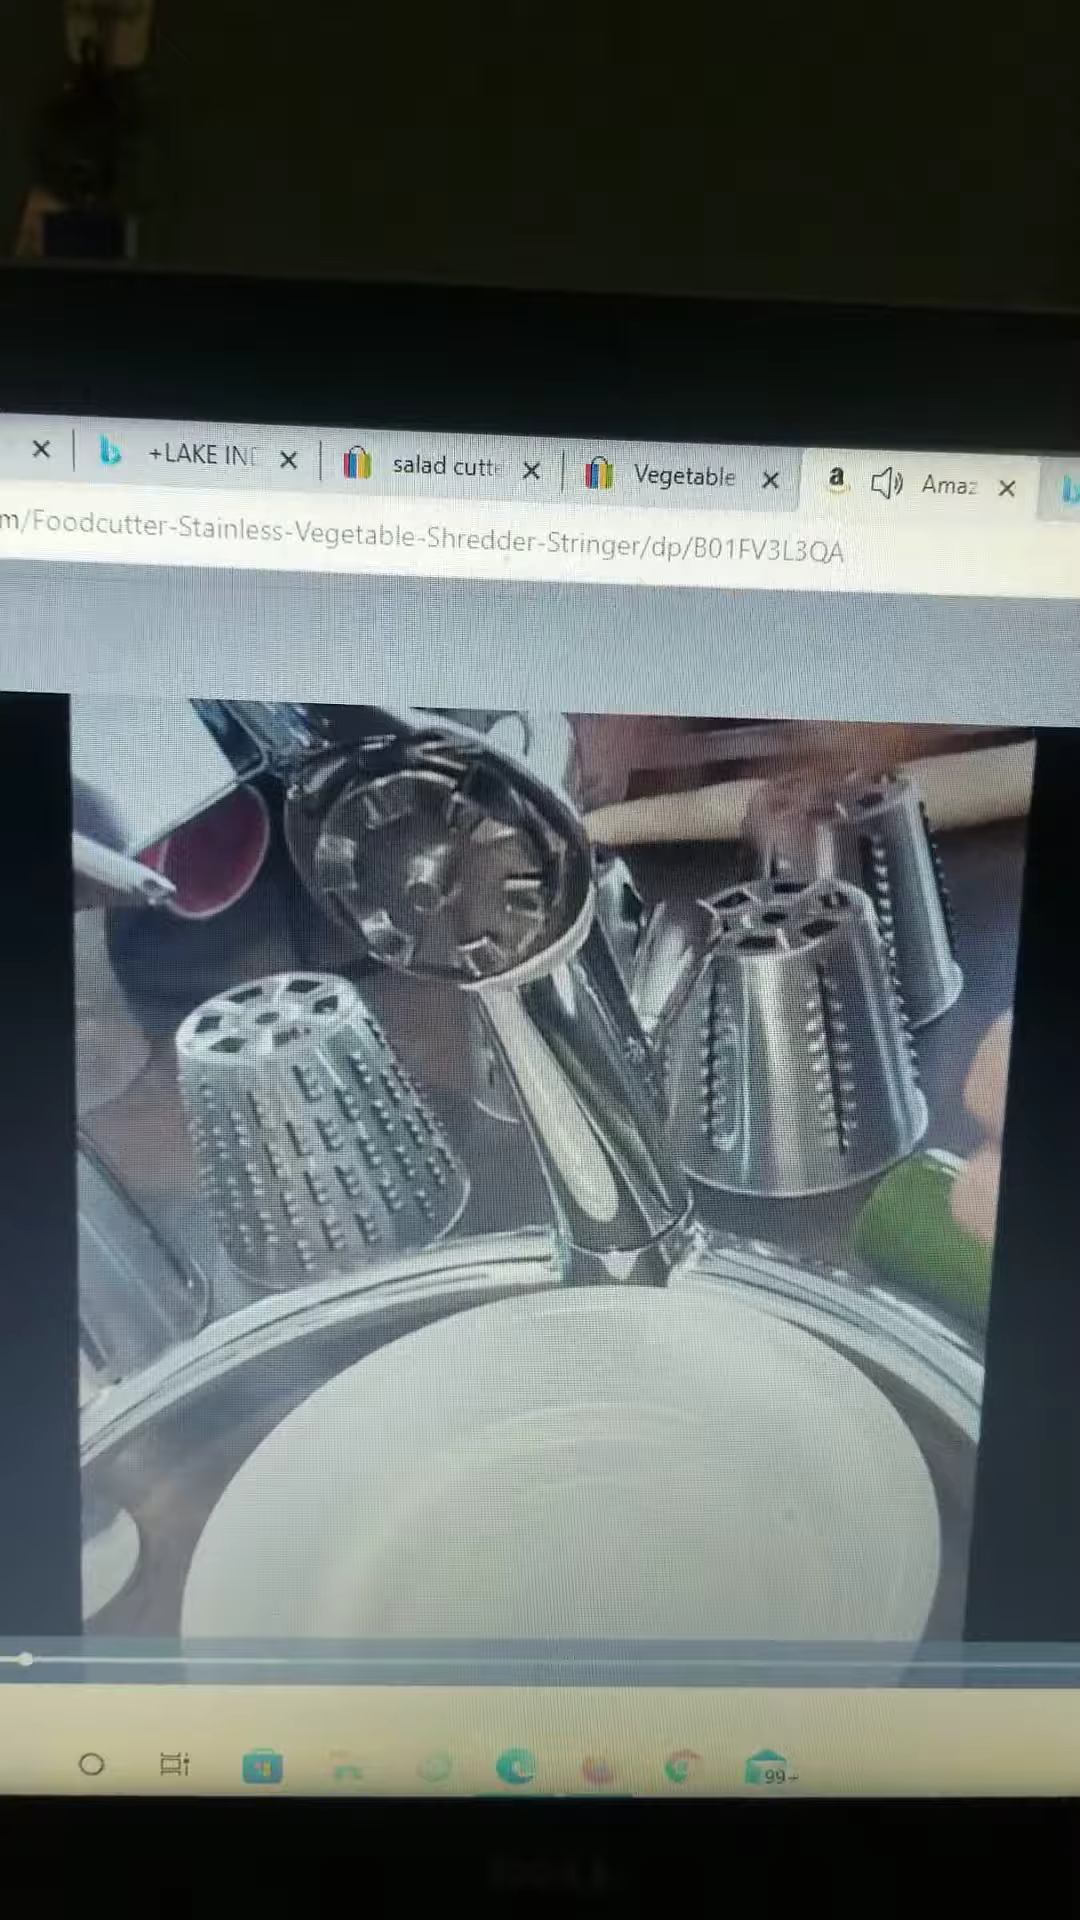 +LAKE IN
salad cutt
Vegetable
a
Amaz
m/Foodcutter-Stainless-Vegetable-Shredder-Stringer/dp/B01FV3L3QA
99+